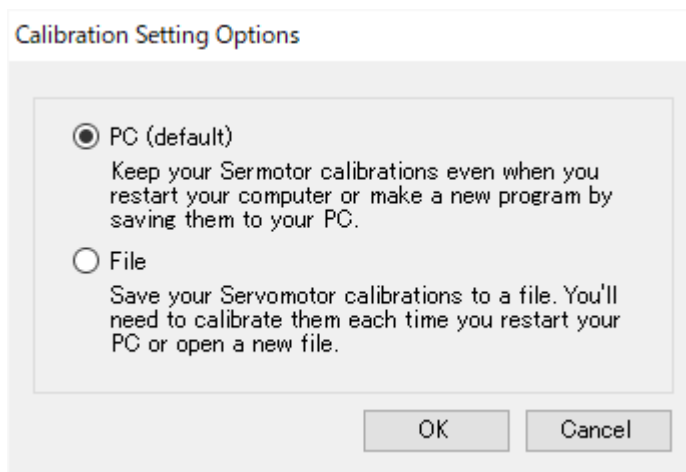 Calibration Setting Options
PC (default)
Keep your Sermotor calibrations even when you
restart your computer or make a new program by
saving them to your PC.
File
Save your Servomotor calibrations to a file. You'll
need to calibrate them each time you restart your
PC or open a new file.
OK
Cancel